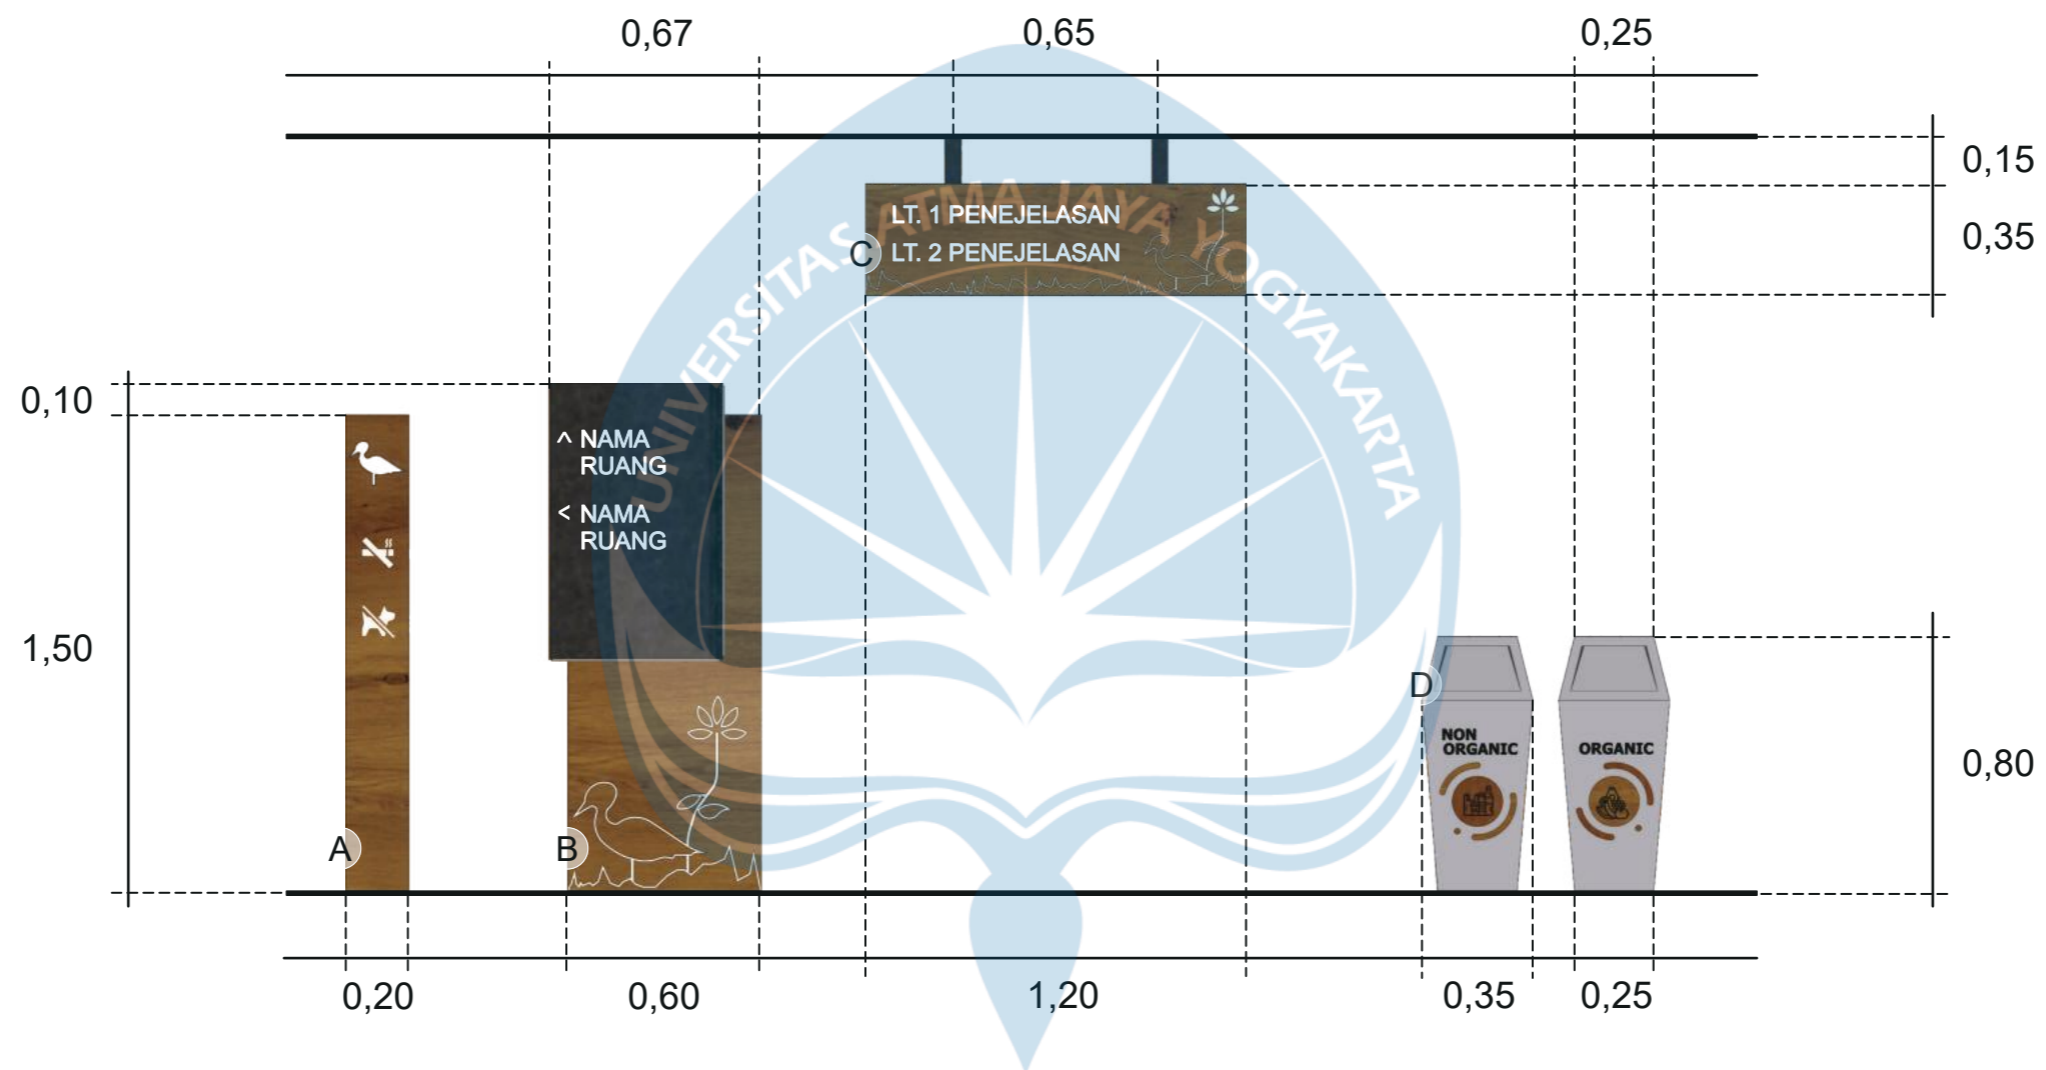 0,67
0,65
0,25
0,15
0,35
LT. 1 PENEJELASAN
LT. 2 PENEJELASAN
C
UNIVERSITAS ATMA JAYA YOGYAKARTA
0,10
^ NAMA
RUANG
< NAMA
RUANG
1,50
D
NON
ORGANIC
ORGANIC
0,80
A
B
0,20
0,60
1,20
0,35
0,25